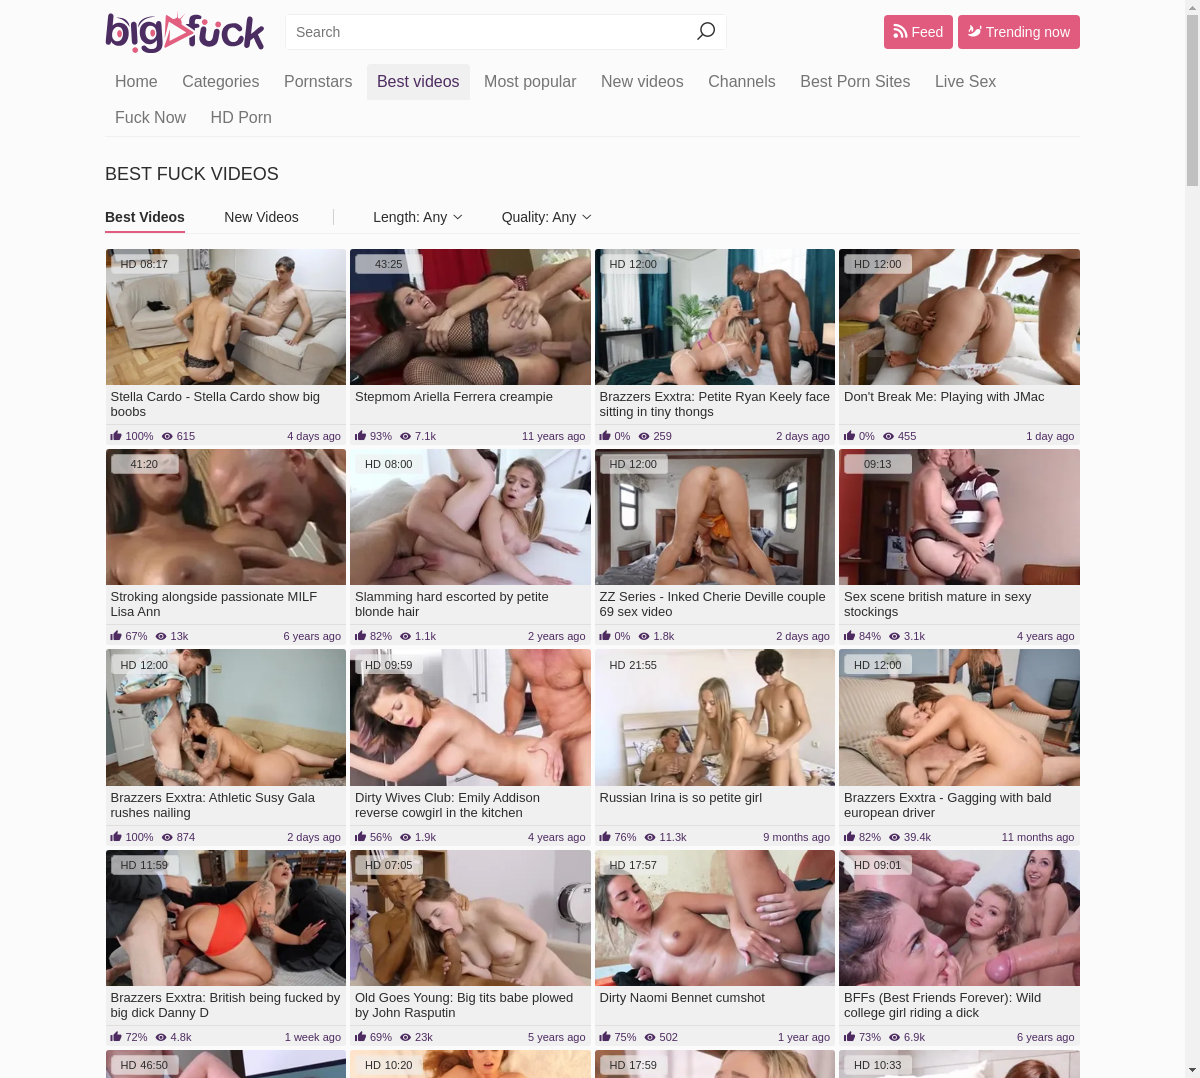 bigfuck
Search
Feed
Trending now
Home Categories Pornstars Best videos Most popular New videos Channels Best Porn Sites Live Sex
Fuck Now HD Porn
BEST FUCK VIDEOS
Best Videos New Videos Length: Any Quality: Any
HD 08:17
43:25
HD 12:00
HD 12:00
Stella Cardo - Stella Cardo show big
boobs
100% 615 4 days ago
Stepmom Ariella Ferrera creampie
93% 7.1k 11 years ago
Brazzers Exxtra: Petite Ryan Keely face
sitting in tiny thongs
0% 259 2 days ago
Don't Break Me: Playing with JMac
0% 455 1 day ago
41:20
HD 08:00
HD 12:00
09:13
Stroking alongside passionate MILF
Lisa Ann
67% 13k 6 years ago
Slamming hard escorted by petite
blonde hair
82% 1.1k 2 years ago
ZZ Series - Inked Cherie Deville couple
69 sex video
0% 1.8k 2 days ago
Sex scene british mature in sexy
stockings
84% 3.1k 4 years ago
HD 12:00
HD 09:59
HD 21:55
HD 12:00
Brazzers Exxtra: Athletic Susy Gala
rushes nailing
100% 874 2 days ago
Dirty Wives Club: Emily Addison
reverse cowgirl in the kitchen
56% 1.9k 4 years ago
Russian Irina is so petite girl
76% 11.3k 9 months ago
Brazzers Exxtra - Gagging with bald
european driver
82% 39.4k 11 months ago
HD 11:59
HD 07:05
HD 17:57
HD 09:01
Brazzers Exxtra: British being fucked by
big dick Danny D
72% 4.8k 1 week ago
Old Goes Young: Big tits babe plowed
by John Rasputin
69% 23k 5 years ago
Dirty Naomi Bennet cumshot
75% 502 1 year ago
BFFs (Best Friends Forever): Wild
college girl riding a dick
73% 6.9k 6 years ago
HD 46:50
HD 10:20
HD 17:59
HD 10:33